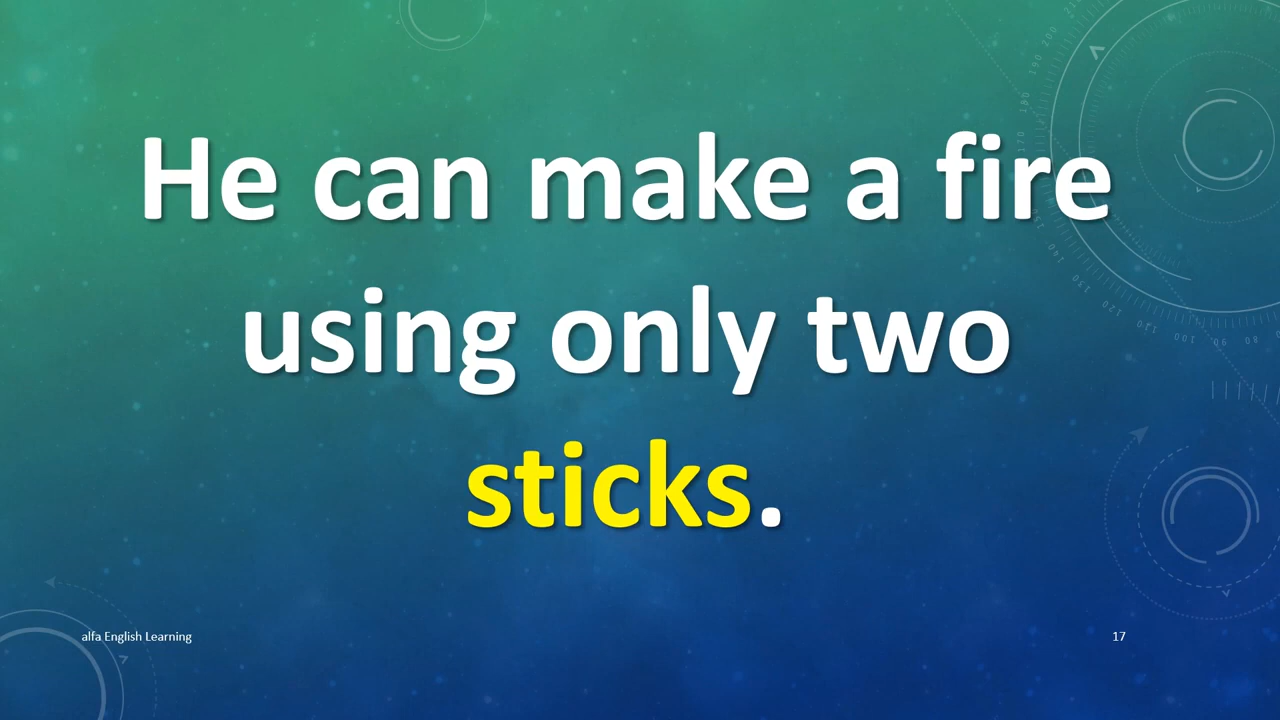 He can make a fire
using only two
sticks.
alfa English Learning
17